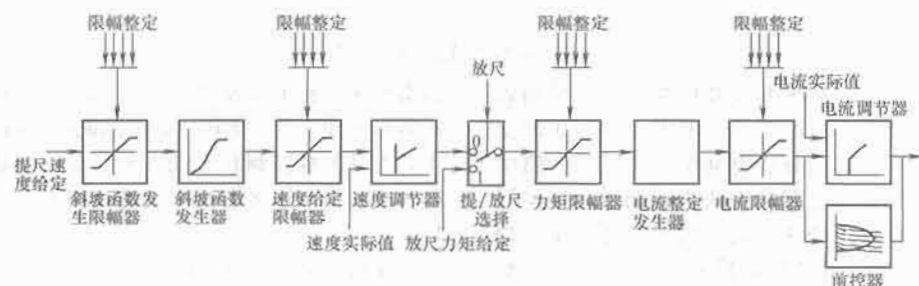 限幅整定
限幅整定
限幅整定
限幅整定
放尺
电流实际值
电流调节器
提尺速
度给定
斜坡函数发
生限幅器
斜坡函数
发生器
速度给定
限幅器
速度调节器
提/放尺
选择
力矩限幅器
电流整定
发生器
电流限幅器
速度实际值
放尺力矩给定
前控器